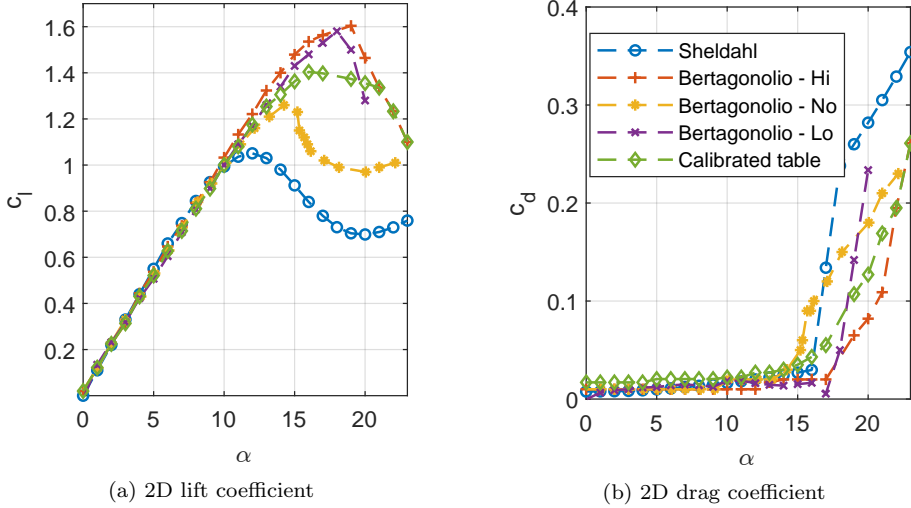 1.6
1.4
1.2
1
0.8
0.6
0.4
0.2
c_l
0 5 10 15 20
α
(a) 2D lift coefficient
0.4
0.3
0.2
0.1
0
c_d
Sheldahl
Bertagonolio - Hi
Bertagonolio - No
Bertagonolio - Lo
Calibrated table
0 5 10 15 20
α
(b) 2D drag coefficient